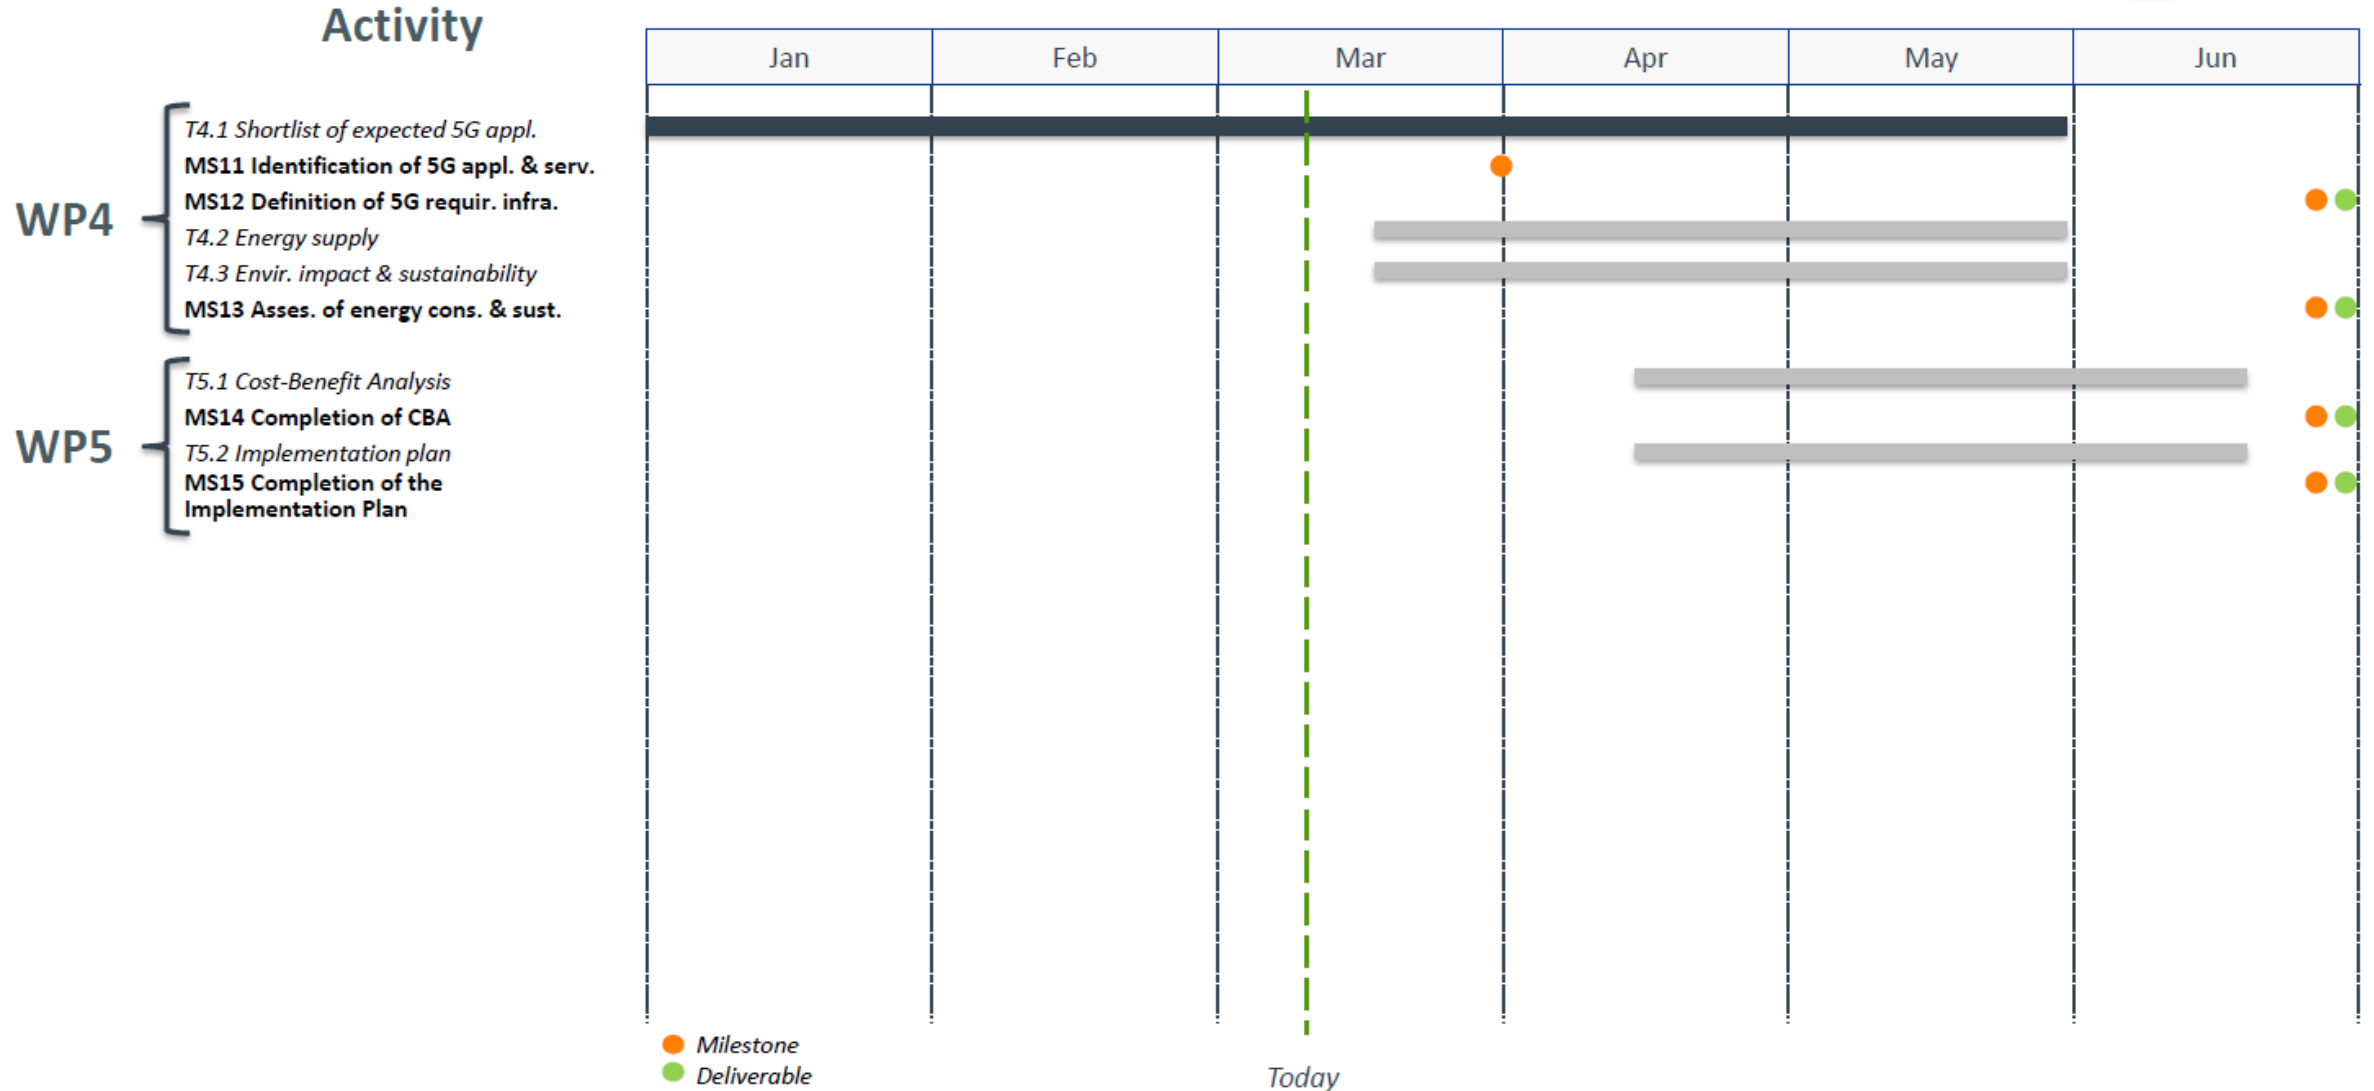 Activity
Jan Feb Mar Apr May Jun
WP4
T4.1 Shortlist of expected 5G appl.
MS11 Identification of 5G appl. & serv.
MS12 Definition of 5G requir. infra.
T4.2 Energy supply
T4.3 Envir. impact & sustainability
MS13 Asses. of energy cons. & sust.
WP5
T5.1 Cost-Benefit Analysis
MS14 Completion of CBA
T5.2 Implementation plan
MS15 Completion of the
Implementation Plan
Milestone
Deliverable
Today